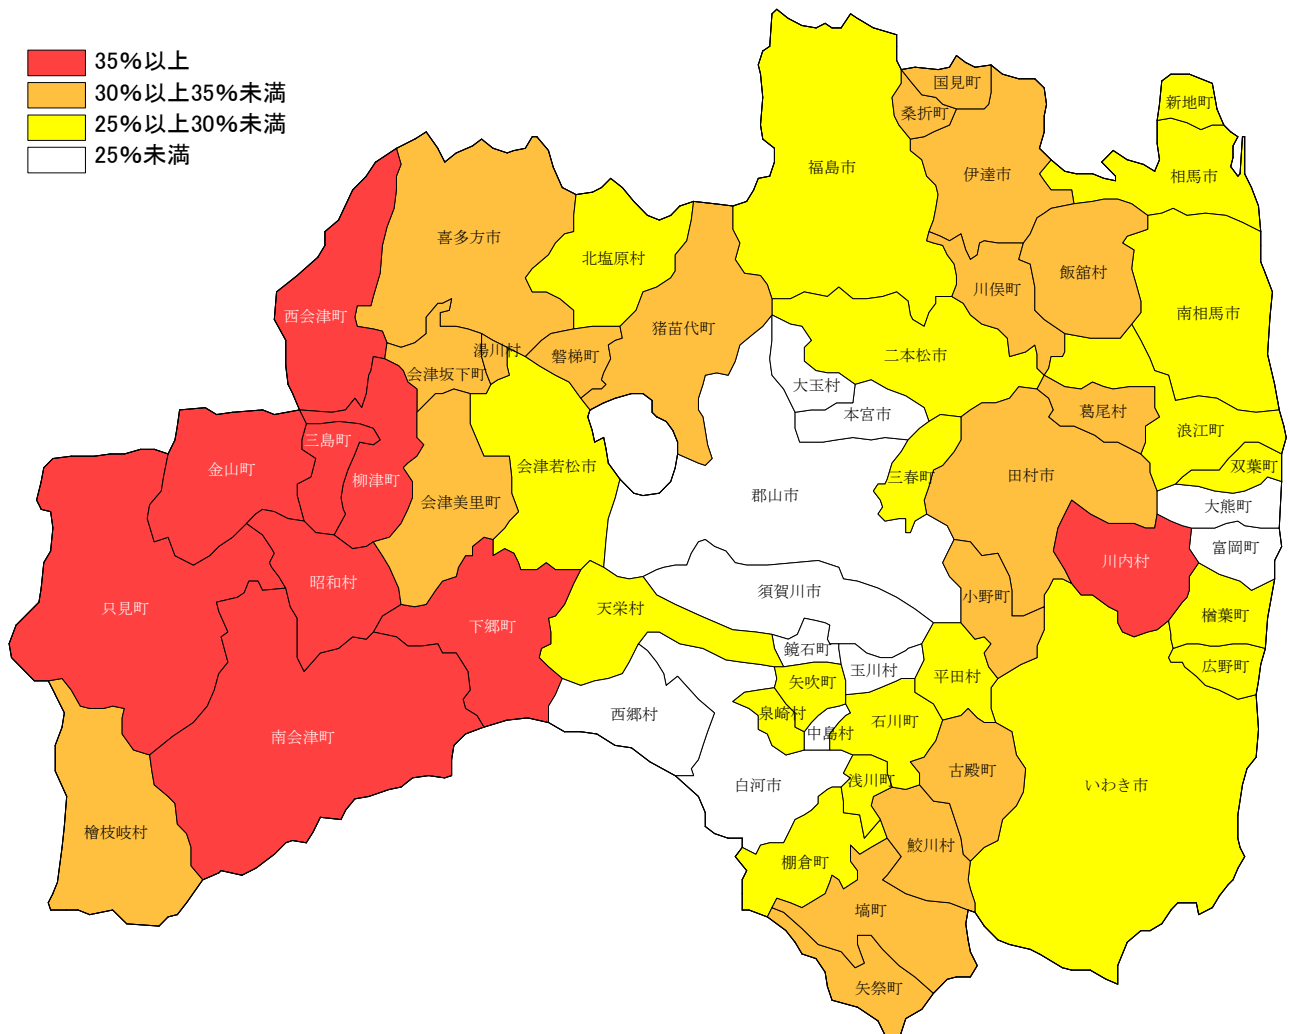 35%以上
30%以上35%未満
25%以上30%未満
25%未満
国見町
桑折町
新地町
福島市
伊達市
相馬市
喜多方市
北塩原村
飯舘村
川俣町
西会津町
猪苗代町
南相馬市
湯川村
磐梯町
二本松市
会津坂下町
大玉村
本宮市
葛尾村
浪江町
三島町
金山町
柳津町
会津若松市
双葉町
三春町
田村市
会津美里町
郡山市
大熊町
富岡町
川内村
昭和村
須賀川市
小野町
只見町
天栄村
楢葉町
下郷町
鏡石町
玉川村
広野町
矢吹町
平田村
西郷村
泉崎村
石川町
中島村
南会津町
古殿町
白河市
浅川町
いわき市
檜枝岐村
鮫川村
棚倉町
塙町
矢祭町